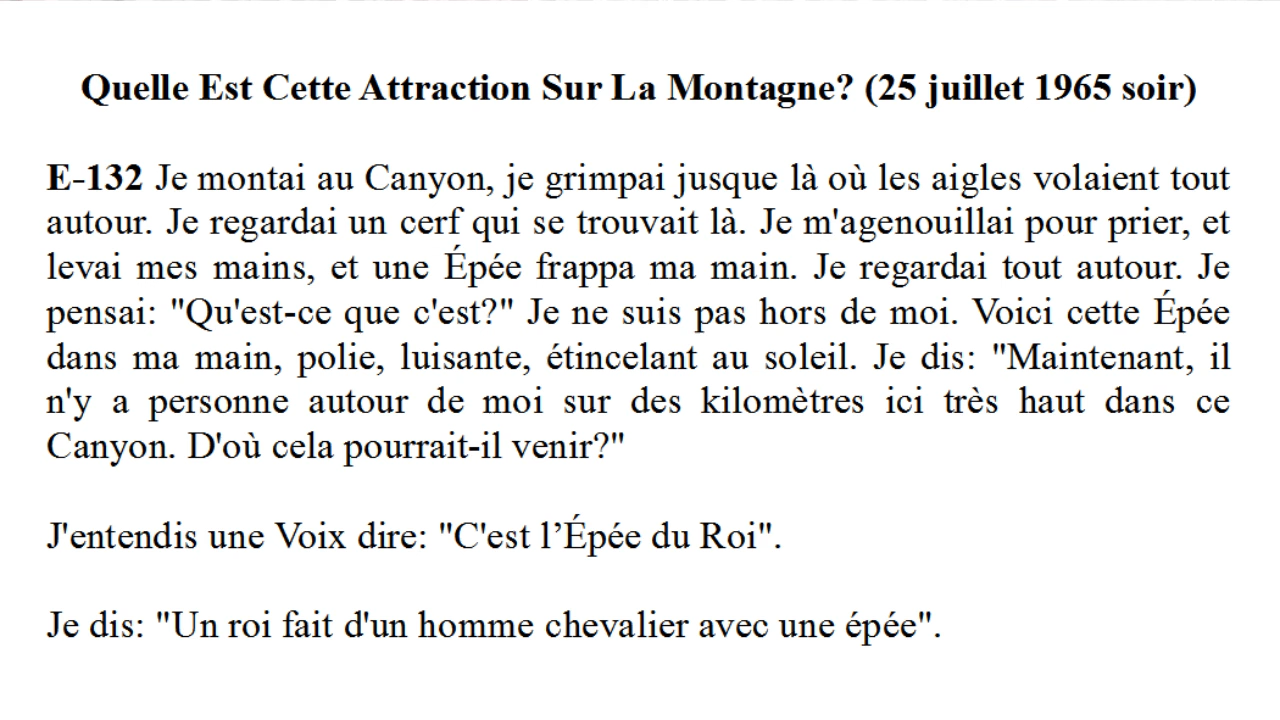 Quelle Est Cette Attraction Sur La Montagne? (25 juillet 1965 soir)
E-132 Je montai au Canyon, je grimpai jusque là où les aigles volaient tout
autour. Je regardai un cerf qui se trouvait là. Je m'agenouillai pour prier, et
levai mes mains, et une Épée frappa ma main. Je regardai tout autour. Je
pensai: "Qu'est-ce que c'est?" Je ne suis pas hors de moi. Voici cette Épée
dans ma main, polie, luisante, étincelant au soleil. Je dis: "Maintenant, il
n'y a personne autour de moi sur des kilomètres ici très haut dans ce
Canyon. D'où cela pourrait-il venir?"
J'entendis une Voix dire: "C'est l’Épée du Roi".
Je dis: "Un roi fait d'un homme chevalier avec une épée".